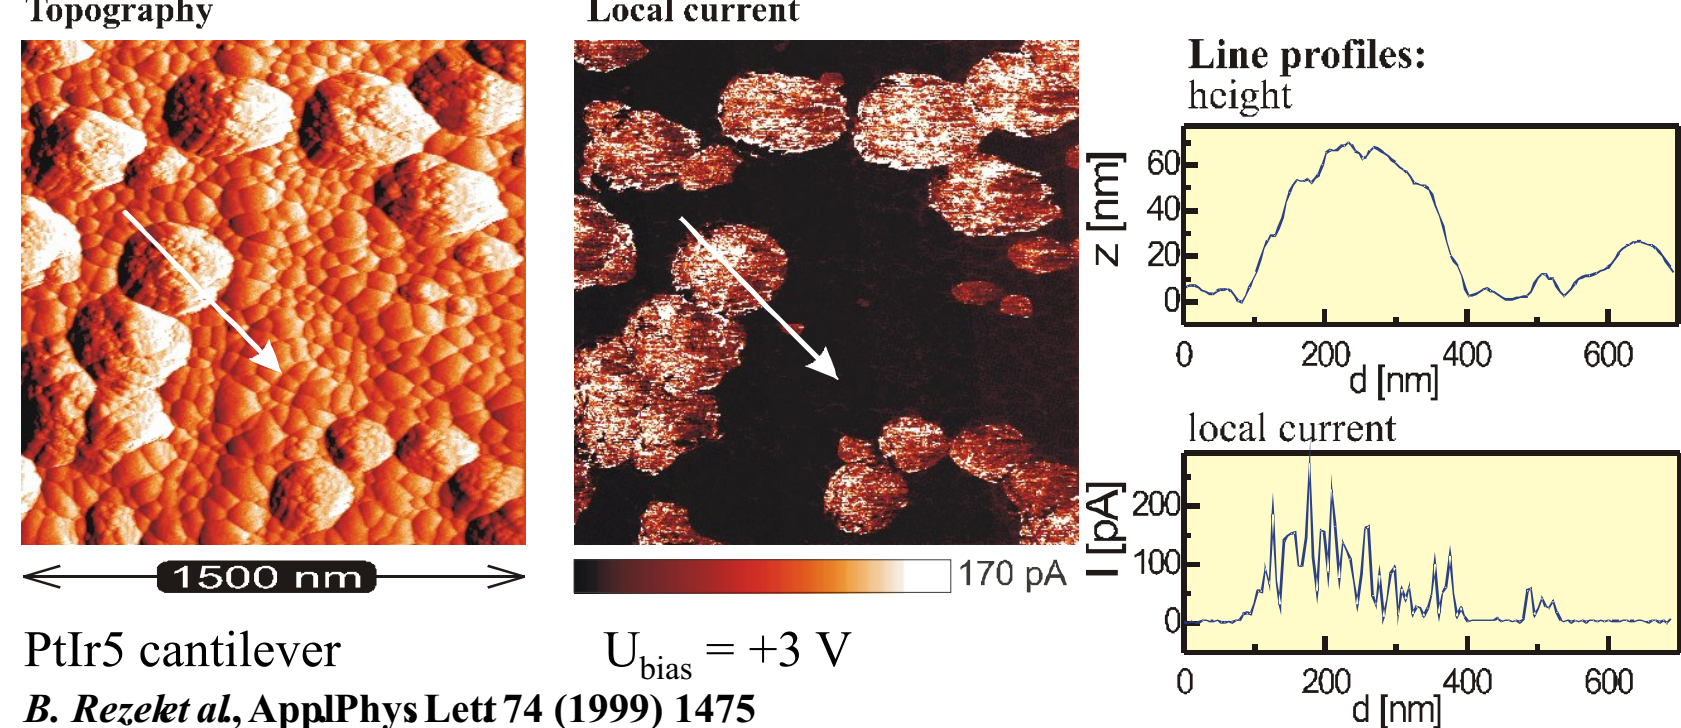 Topography
Local current
Line profiles:
height
z [nm]
60
40
20
0
0 200 400 600
d [nm]
local current
I [pA]
200
100
0
0 200 400 600
d [nm]
1500 nm
170 pA
PtIr5 cantilever
Ubias = +3 V
B. Rezek et al., Appl. Phys. Lett. 74 (1999) 1475